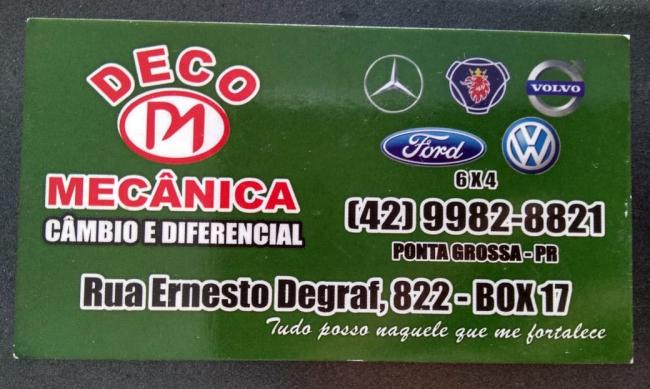 DECO
DM
MECÂNICA
CÂMBIO E DIFERENCIAL
VOLVO
Ford
6 X 4
(42) 9982-8821
PONTA GROSSA - PR
Rua Ernesto Degraf, 822 - BOX 17
Tudo posso naquele que me fortalece